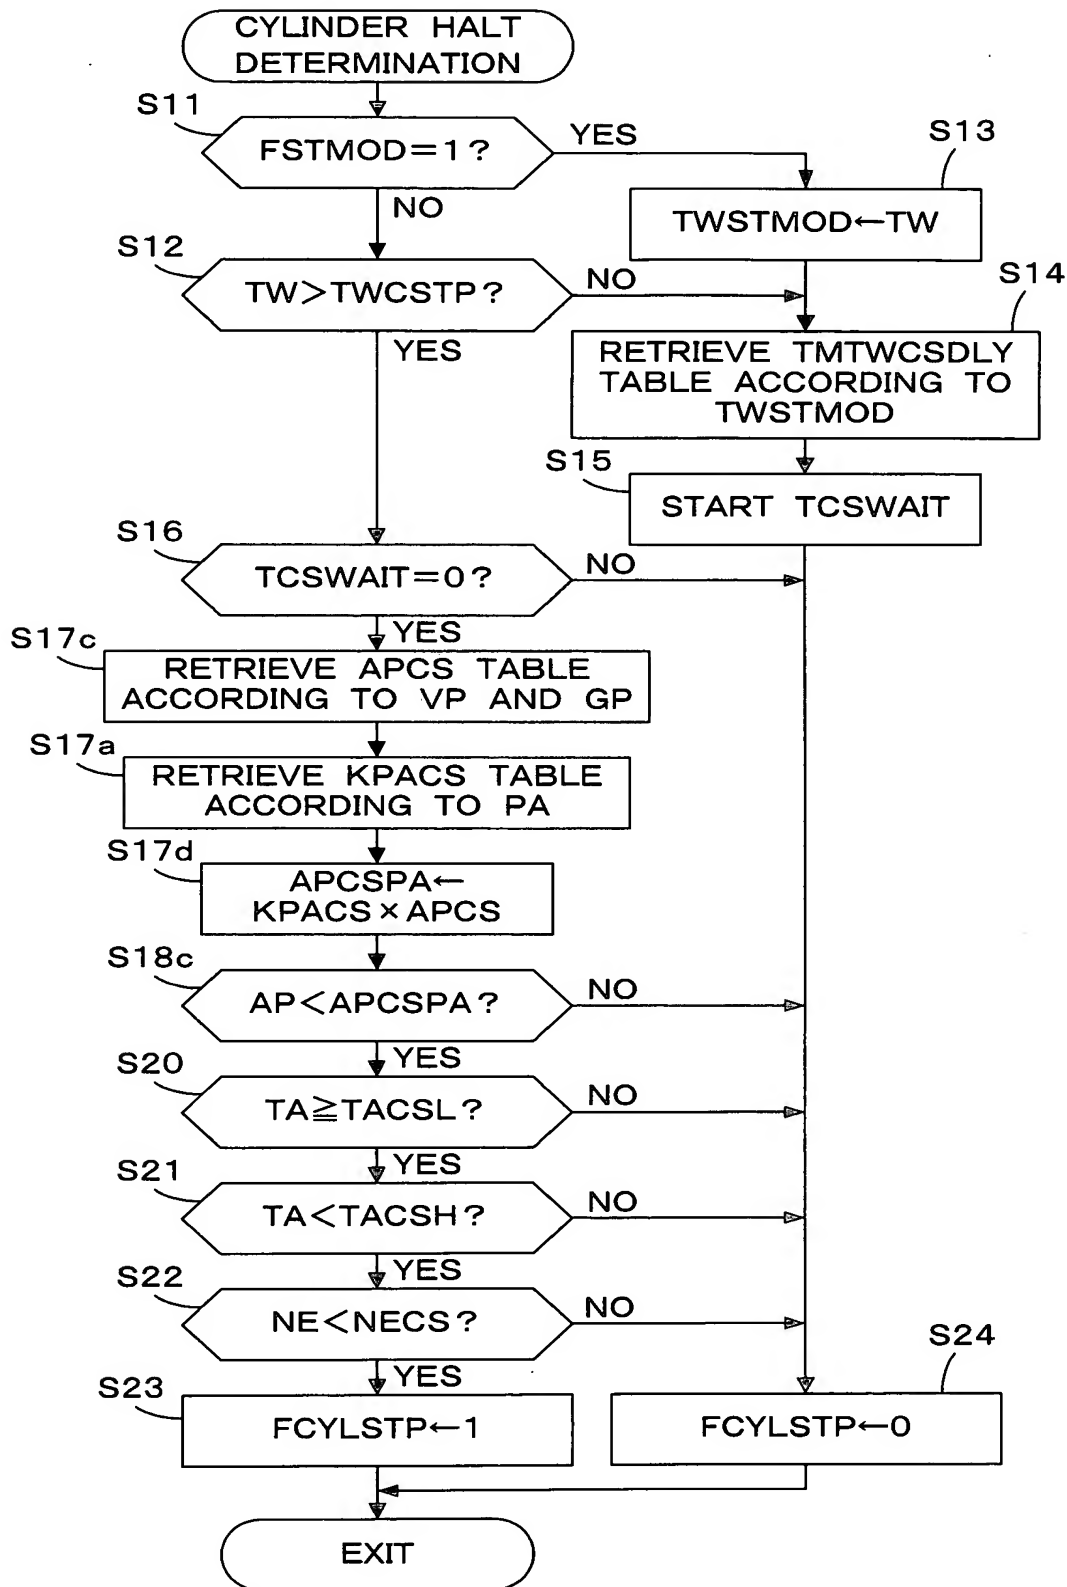 CYLINDER HALT
DETERMINATION
S11
FSTMOD=1?
YES
NO
S13
TWSTMOD←TW
S12
TW>TWCSTP?
NO
YES
S14
RETRIEVE TMTWCSDLY
TABLE ACCORDING TO
TWSTMOD
S15
START TCSWAIT
S16
TCSWAIT=0?
NO
YES
S17c
RETRIEVE APCS TABLE
ACCORDING TO VP AND GP
S17a
RETRIEVE KPACS TABLE
ACCORDING TO PA
S17d
APCSPA←
KPACS×APCS
S18c
AP<APCSPA?
NO
YES
S20
TA≧TACSL?
NO
YES
S21
TA<TACSH?
NO
YES
S22
NE<NECS?
NO
YES
S23
FCYLSTP←1
S24
FCYLSTP←0
EXIT